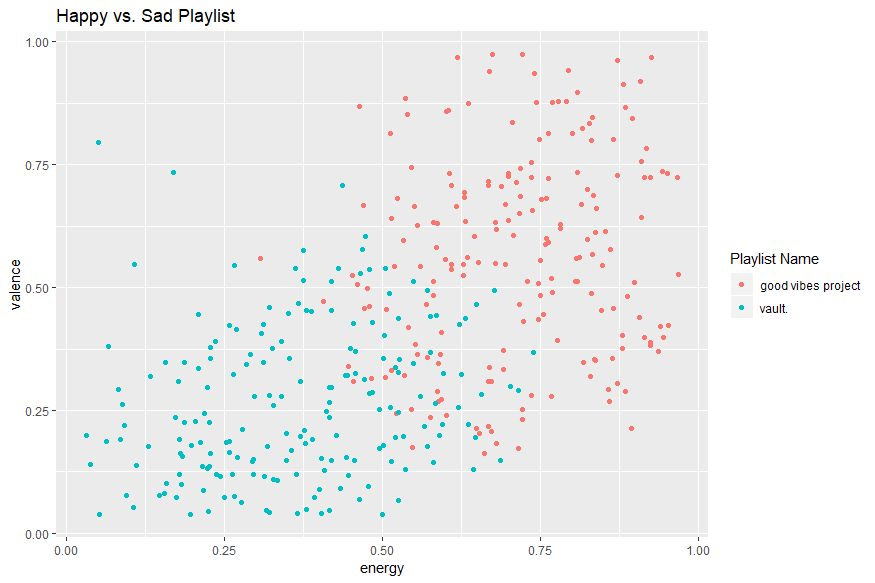 Happy vs. Sad Playlist
1.00
0.75
0.50
0.25
0.00
valence
0.00 0.25 0.50 0.75 1.00
energy
Playlist Name
good vibes project
vault.